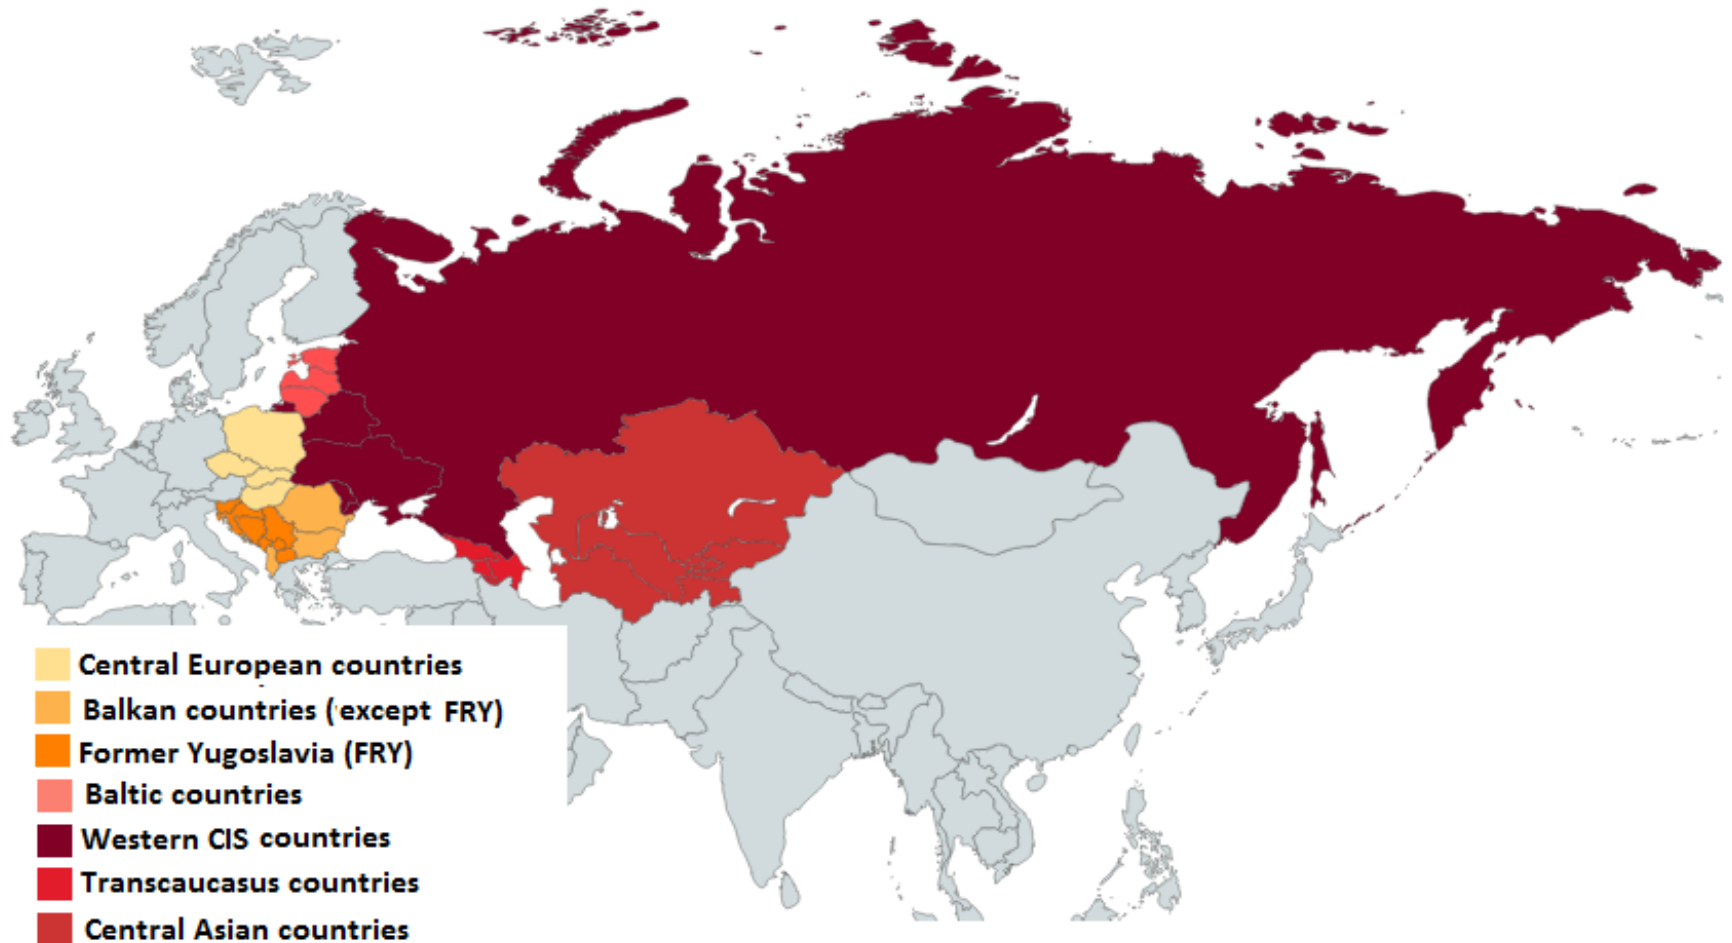 Central European countries
Balkan countries (except FRY)
Former Yugoslavia (FRY)
Baltic countries
Western CIS countries
Transcaucasus countries
Central Asian countries